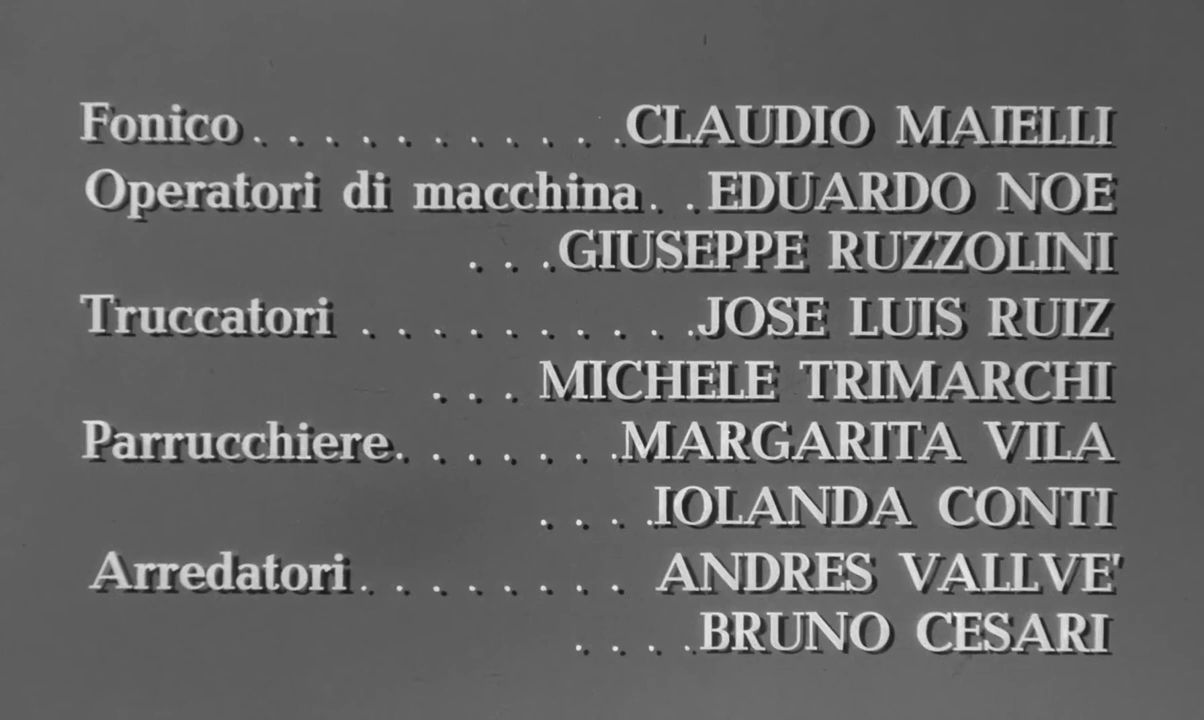 Fonico . . . . . . . . . . . CLAUDIO MAIELLI
Operatori di macchina . . . EDUARDO NOE
. . . GIUSEPPE RUZZOLINI
Truccatori . . . . . . . . . . JOSE LUIS RUIZ
. . . MICHELE TRIMARCHI
Parrucchiere . . . . . . . MARGARITA VILA
. . . . IOLANDA CONTI
Arredatori . . . . . . . . ANDRES VALLVE'
. . . . BRUNO CESARI